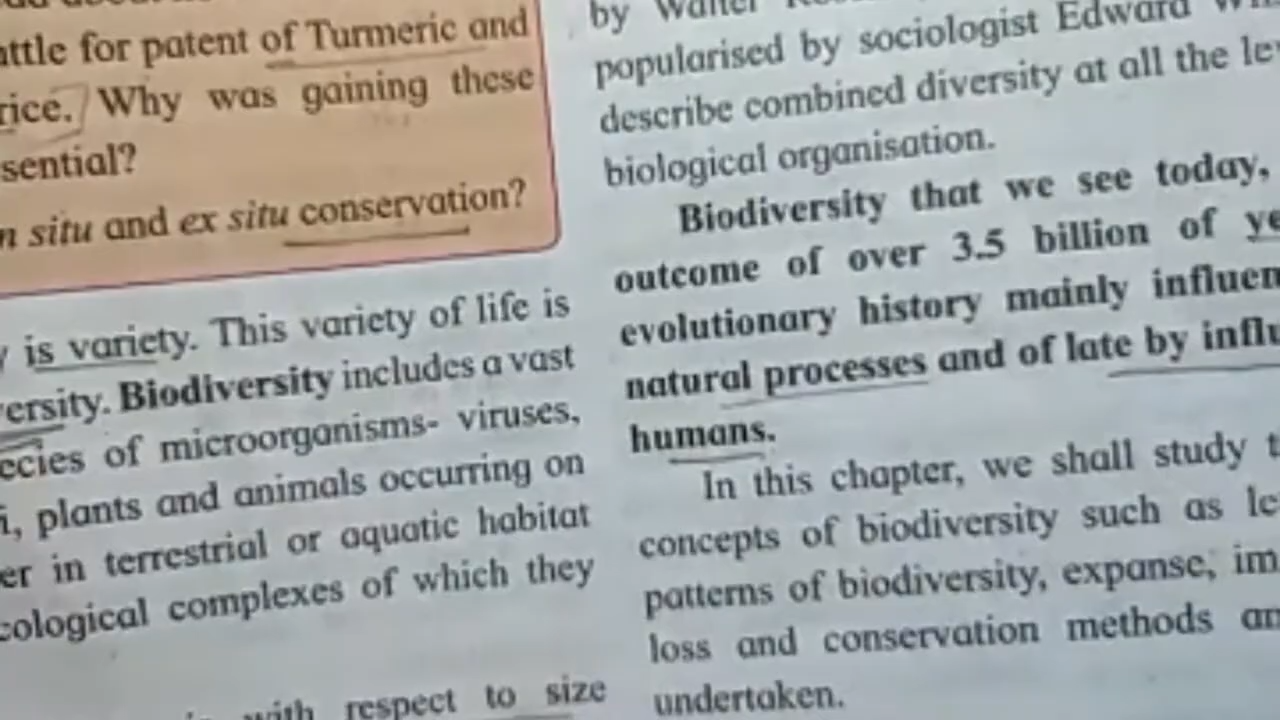 attle for patent of Turmeric and
rice. Why was gaining these
sential?
n situ and ex situ conservation?
is variety. This variety of life is
ersity. Biodiversity includes a vast
ecies of microorganisms- viruses,
i, plants and animals occurring on
er in terrestrial or aquatic habitat
cological complexes of which they
with respect to size
by Walter
popularised by sociologist Edward
describe combined diversity at all the le
biological organisation.
Biodiversity that we see today,
outcome of over 3.5 billion of ye
evolutionary history mainly influen
natural processes and of late by influ
humans.
In this chapter, we shall study t
concepts of biodiversity such as le
patterns of biodiversity, expanse, im
loss and conservation methods an
undertaken.